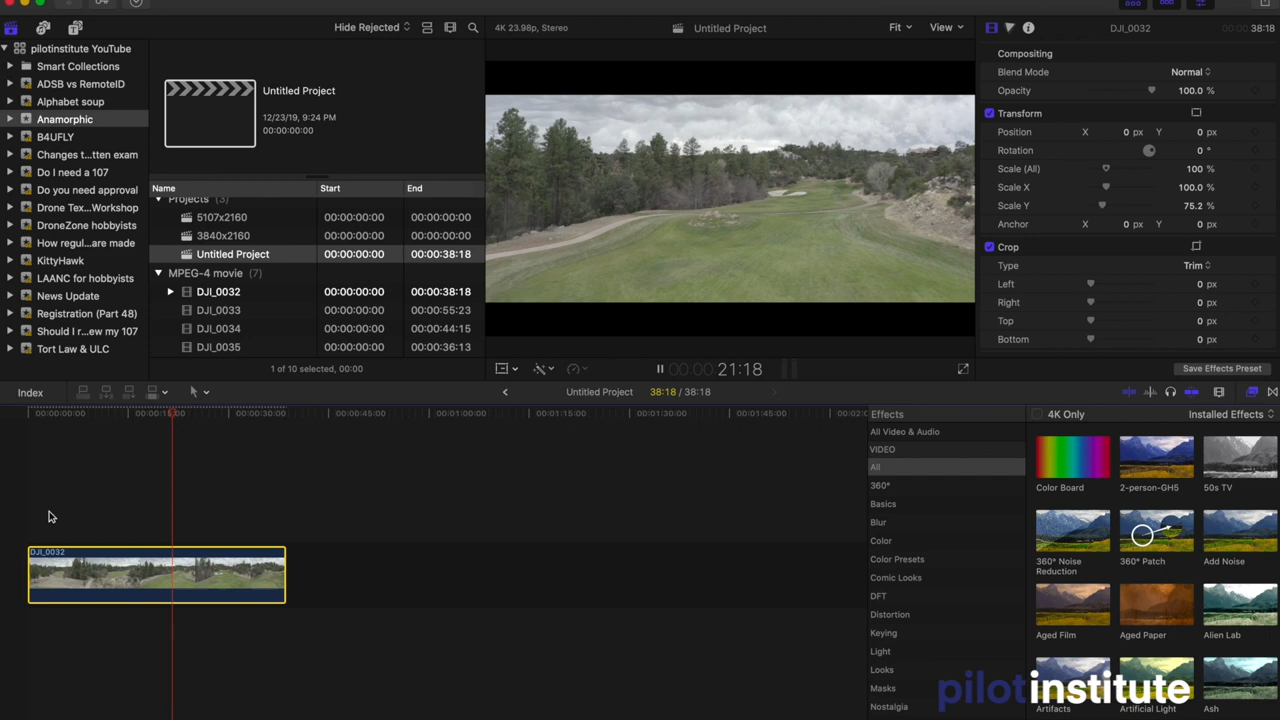 Hide Rejected
4K 23.98p, Stereo
Untitled Project
Fit
View
DJI_0032
00:00:38:18
pilotinstitute YouTube
Smart Collections
ADSB vs RemoteID
Alphabet soup
Anamorphic
B4UFLY
Changes t...tten exam
Do I need a 107
Do you need approval
Drone Tex...Workshop
DroneZone hobbyists
How regul...are made
KittyHawk
LAANC for hobbyists
News Update
Registration (Part 48)
Should I r...ew my 107
Tort Law & ULC
Untitled Project
12/23/19, 9:24 PM
00:00:00:00
Name
Start
End
Projects (3)
5107x2160
00:00:00:00
00:00:00:00
3840x2160
00:00:00:00
00:00:00:00
Untitled Project
00:00:00:00
00:00:38:18
MPEG-4 movie (7)
DJI_0032
00:00:00:00
00:00:38:18
DJI_0033
00:00:00:00
00:00:55:23
DJI_0034
00:00:00:00
00:00:44:15
DJI_0035
00:00:00:00
00:00:36:13
1 of 10 selected, 00:00
00:00:21:18
Compositing
Blend Mode
Normal
Opacity
100.0 %
Transform
Position
X
0 px
Y
0 px
Rotation
0 °
Scale (All)
100 %
Scale X
100.0 %
Scale Y
75.2 %
Anchor
X
0 px
Y
0 px
Crop
Type
Trim
Left
0 px
Right
0 px
Top
0 px
Bottom
0 px
Save Effects Preset
Index
Untitled Project
38:18 / 38:18
00:00:00:00
00:00:15:00
00:00:30:00
00:00:45:00
00:01:00:00
00:01:15:00
00:01:30:00
00:01:45:00
DJI_0032
Effects
4K Only
Installed Effects
All Video & Audio
VIDEO
All
360°
Basics
Blur
Color
Color Presets
Comic Looks
DFT
Distortion
Keying
Light
Looks
Masks
Nostalgia
Color Board
2-person-GH5
50s TV
360° Noise
Reduction
360° Patch
Add Noise
Aged Film
Aged Paper
Alien Lab
Artifacts
Artificial Light
Ash
pilotinstitute